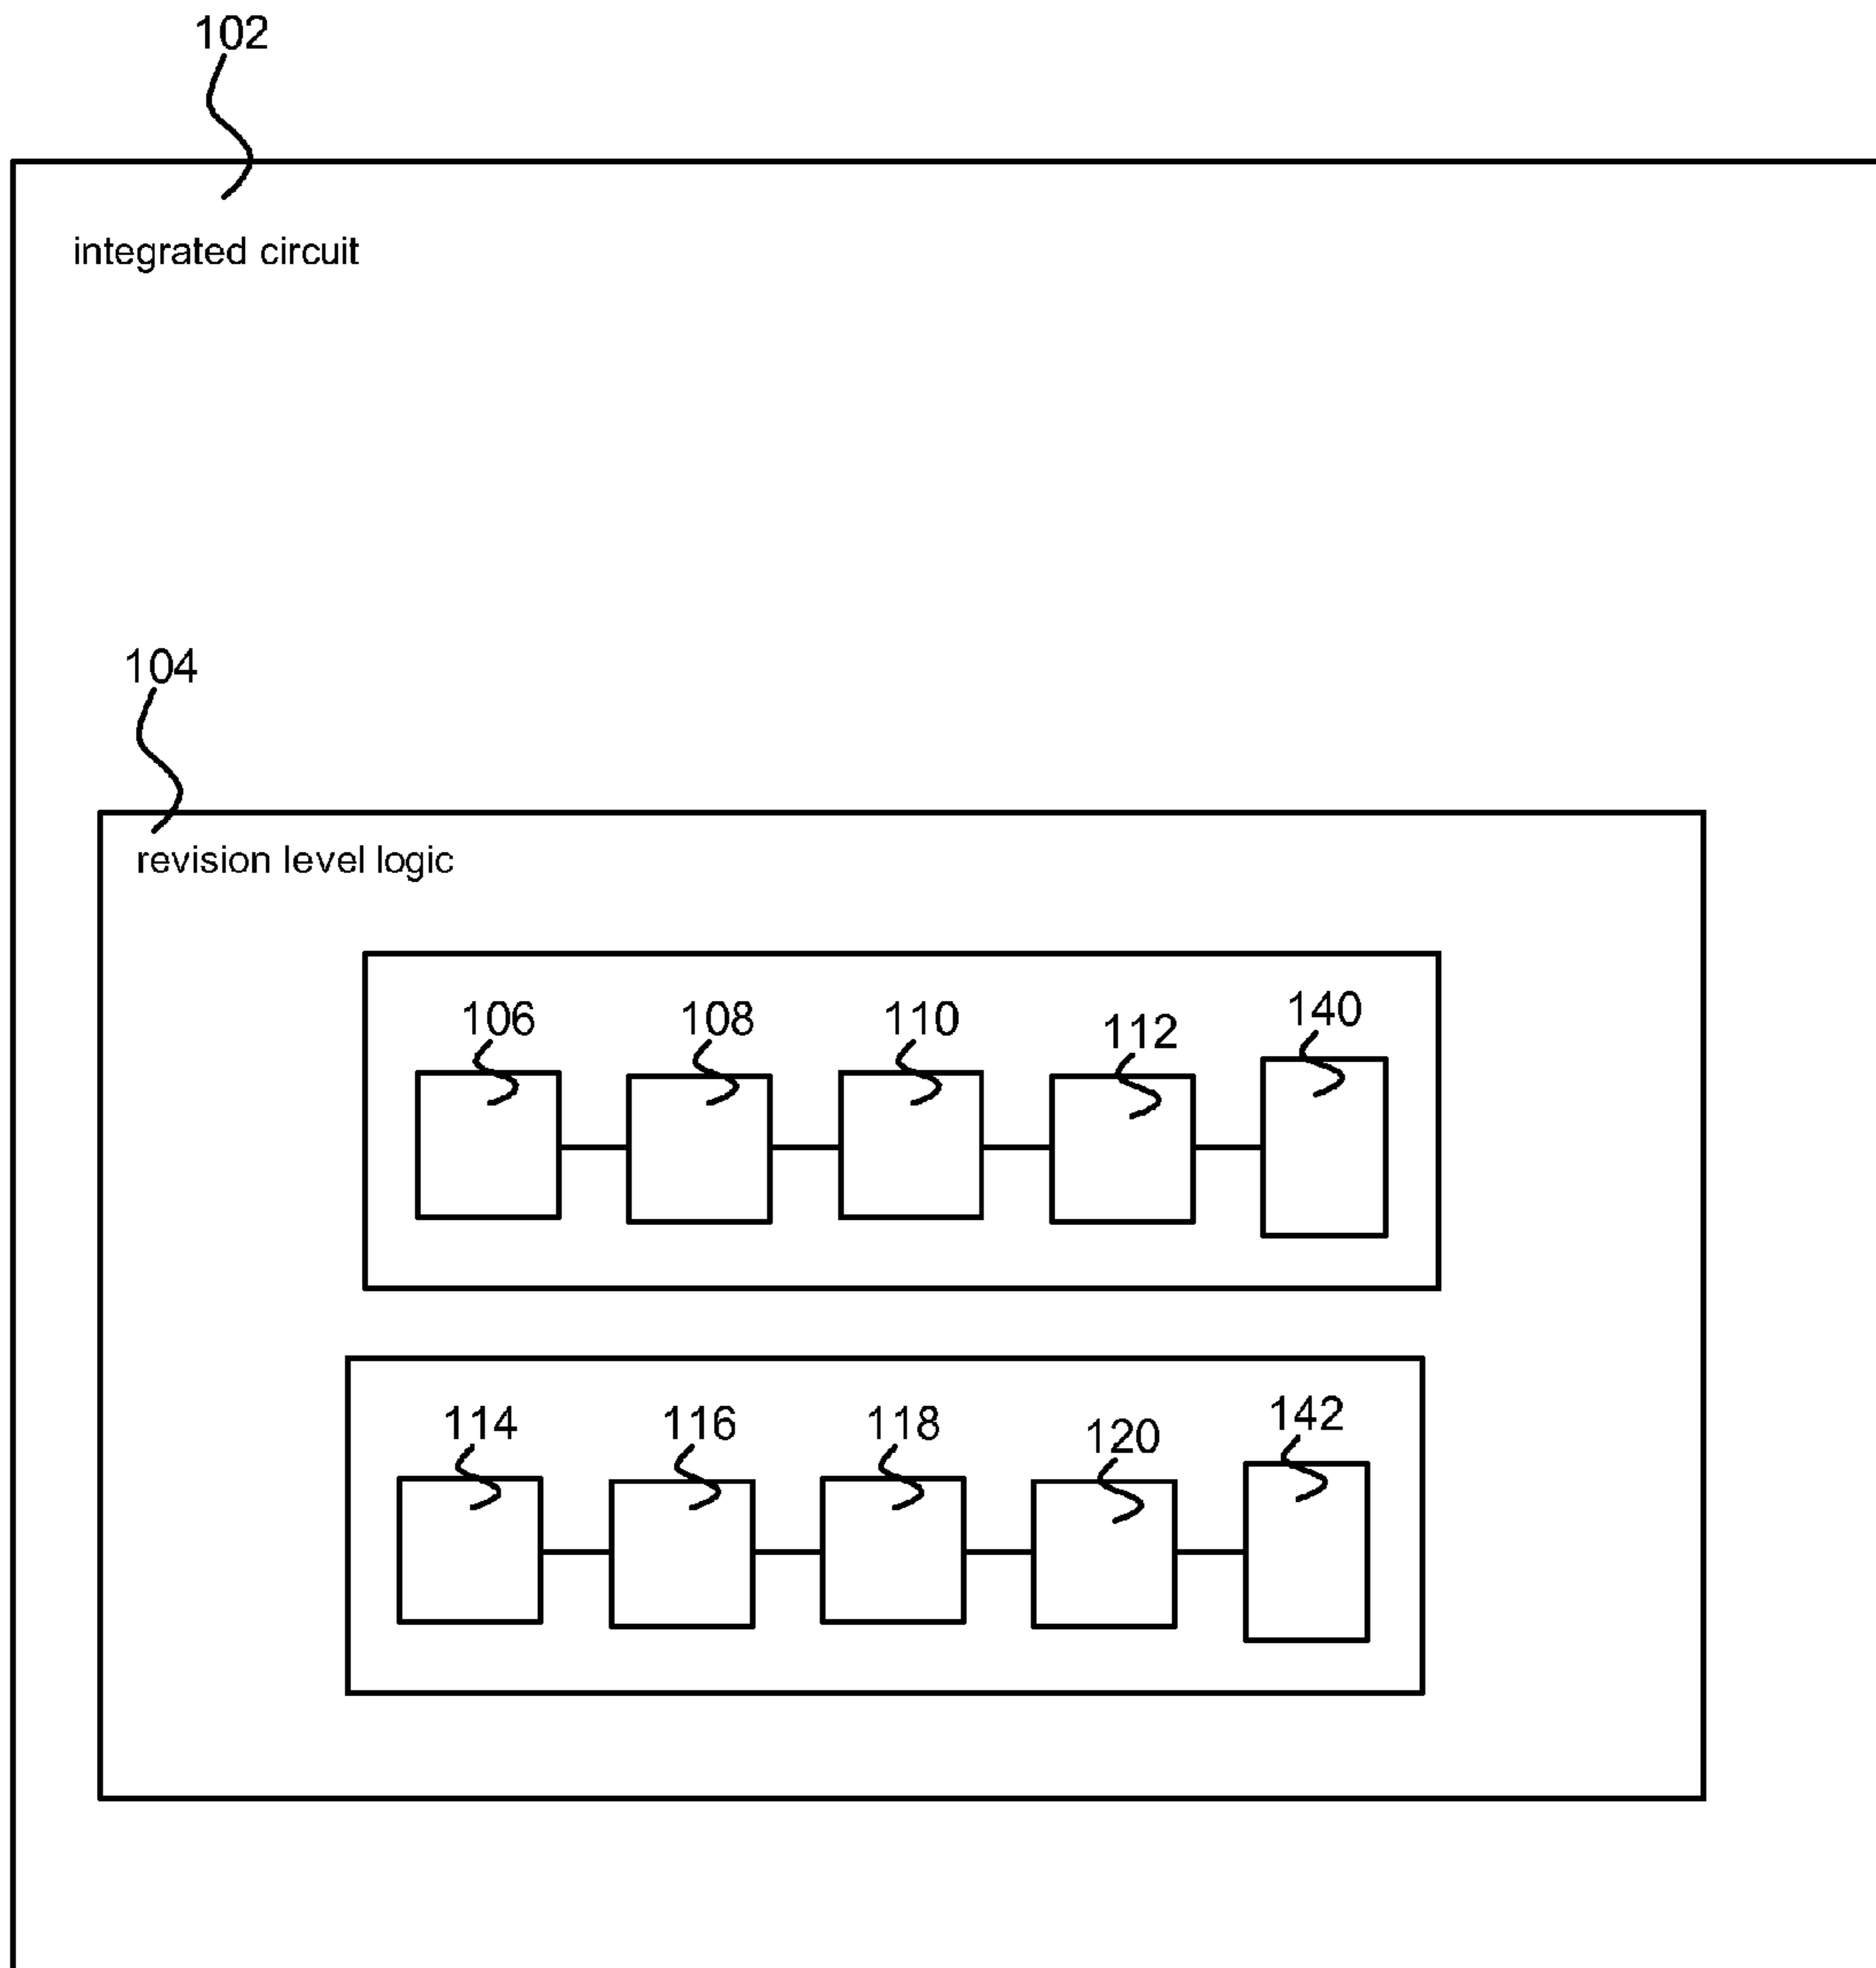 102
integrated circuit
104
revision level logic
106 108 110 112 140
114 116 118 120 142